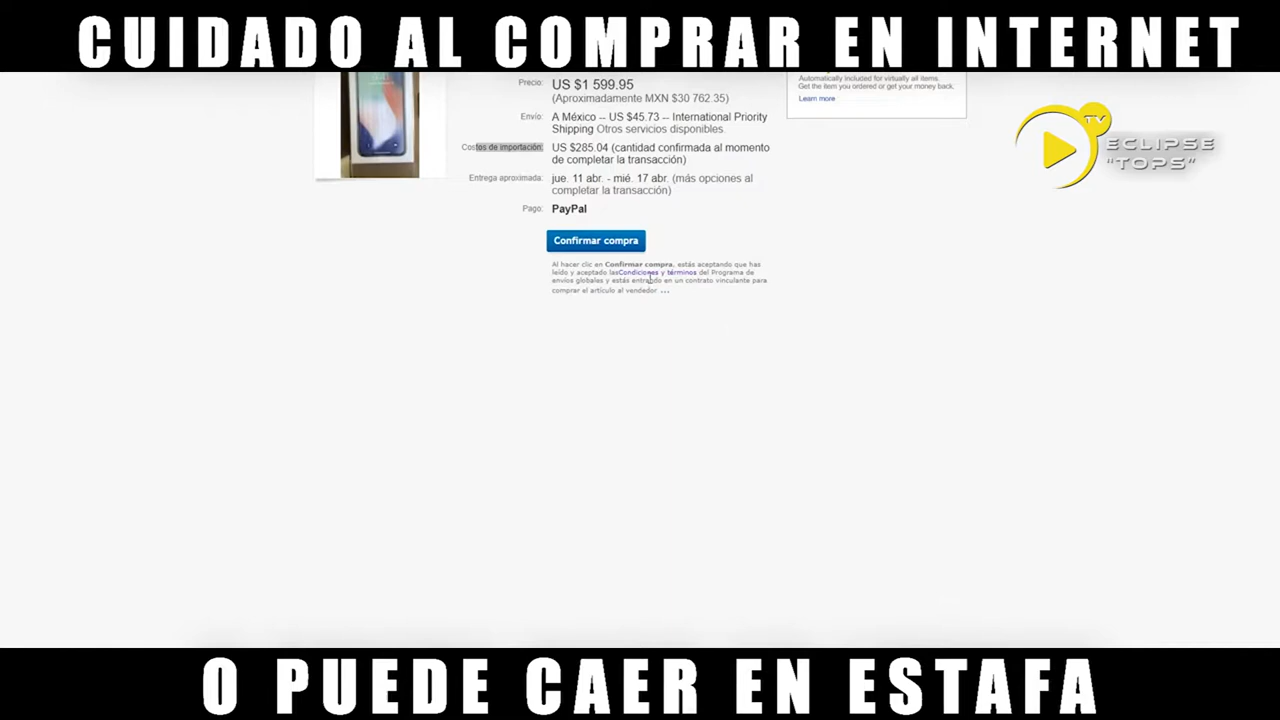 CUIDADO AL COMPRAR EN INTERNET
Precio: US $1 599.95
(Aproximadamente MXN $30 762.35)
Envío: A México -- US $45.73 -- International Priority
Shipping Otros servicios disponibles.
Costos de importación: US $285.04 (cantidad confirmada al momento
de completar la transacción)
Entrega aproximada: jue. 11 abr. - mié. 17 abr. (más opciones al
completar la transacción)
Pago: PayPal
Confirmar compra
Al hacer clic en Confirmar compra, estás aceptando que has
leído y aceptado lasCondiciones y términos del Programa de
envíos globales y estás entrando en un contrato vinculante para
comprar el artículo al vendedor ...
Automatically included for virtually all items.
Get the item you ordered or get your money back.
Learn more
TV
ECLIPSE
"TOPS"
O PUEDE CAER EN ESTAFA